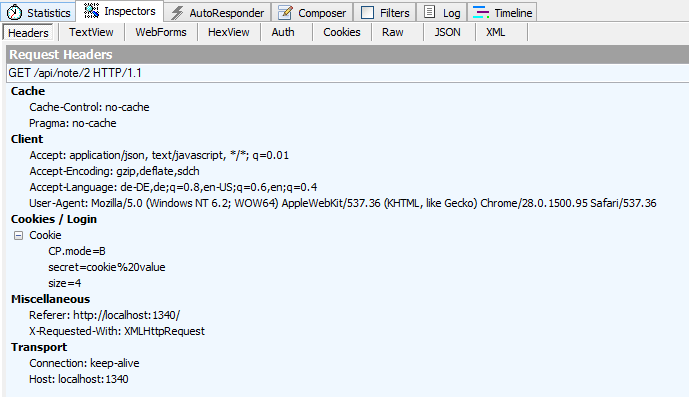 Statistics Inspectors AutoResponder Composer Filters Log Timeline
Headers TextView WebForms HexView Auth Cookies Raw JSON XML
Request Headers
GET /api/note/2 HTTP/1.1
Cache
Cache-Control: no-cache
Pragma: no-cache
Client
Accept: application/json, text/javascript, */*; q=0.01
Accept-Encoding: gzip,deflate,sdch
Accept-Language: de-DE,de;q=0.8,en-US;q=0.6,en;q=0.4
User-Agent: Mozilla/5.0 (Windows NT 6.2; WOW64) AppleWebKit/537.36 (KHTML, like Gecko) Chrome/28.0.1500.95 Safari/537.36
Cookies / Login
Cookie
CP.mode=B
secret=cookie%20value
size=4
Miscellaneous
Referer: http://localhost:1340/
X-Requested-With: XMLHttpRequest
Transport
Connection: keep-alive
Host: localhost:1340